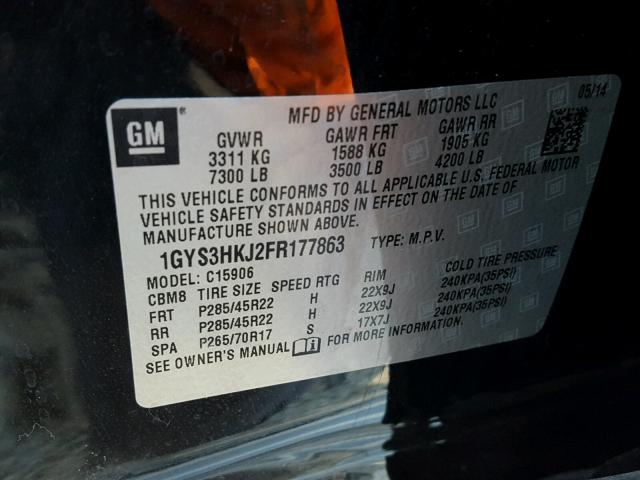 MFD BY GENERAL MOTORS LLC 05/14
GM
GVWR GAWR FRT GAWR RR
3311 KG 1588 KG 1905 KG
7300 LB 3500 LB 4200 LB
THIS VEHICLE CONFORMS TO ALL APPLICABLE U.S. FEDERAL MOTOR
VEHICLE SAFETY STANDARDS IN EFFECT ON THE DATE OF
MANUFACTURE SHOWN ABOVE.
1GYS3HKJ2FR177863 TYPE: M.P.V.
MODEL: C15906
CBM8 TIRE SIZE SPEED RTG RIM COLD TIRE PRESSURE
FRT P285/45R22 H 22X9J 240KPA(35PSI)
RR P285/45R22 H 22X9J 240KPA(35PSI)
SPA P265/70R17 S 17X7J 240KPA(35PSI)
SEE OWNER'S MANUAL FOR MORE INFORMATION.